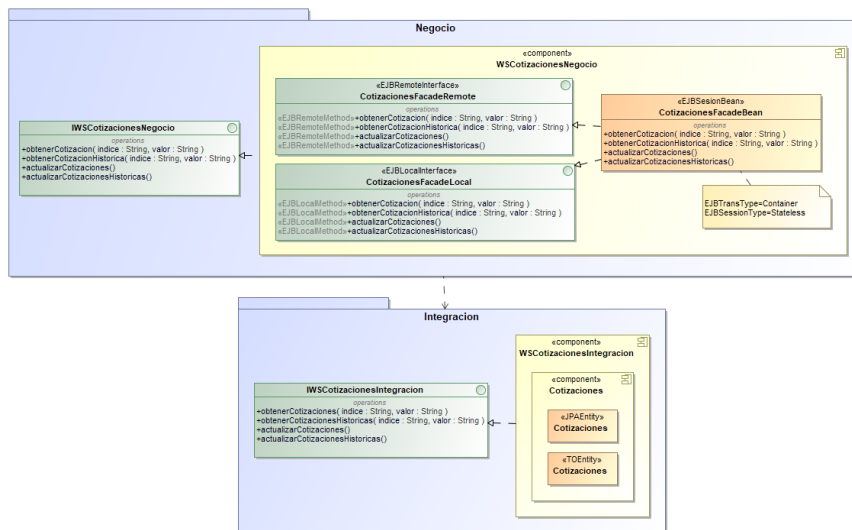 Negocio
«component»
WSCotizacionesNegocio
«EJBRemoteInterface»
CotizacionesFacadeRemote
operations
«EJBRemoteMethod»+obtenerCotizacion( indice : String, valor : String )
«EJBRemoteMethod»+obtenerCotizacionHistorica( indice : String, valor : String )
«EJBRemoteMethod»+actualizarCotizaciones()
«EJBRemoteMethod»+actualizarCotizacionesHistoricas()
«EJBSesionBean»
CotizacionesFacadeBean
operations
+obtenerCotizacion( indice : String, valor : String )
+obtenerCotizacionHistorica( indice : String, valor : String )
+actualizarCotizaciones()
+actualizarCotizacionesHistoricas()
IWSCotizacionesNegocio
operations
+obtenerCotizacion( indice : String, valor : String )
+obtenerCotizacionHistorica( indice : String, valor : String )
+actualizarCotizaciones()
+actualizarCotizacionesHistoricas()
«EJBLocalInterface»
CotizacionesFacadeLocal
operations
«EJBLocalMethod»+obtenerCotizacion( indice : String, valor : String )
«EJBLocalMethod»+obtenerCotizacionHistorica( indice : String, valor : String )
«EJBLocalMethod»+actualizarCotizaciones()
«EJBLocalMethod»+actualizarCotizacionesHistoricas()
EJBTransType=Container
EJBSessionType=Stateless
Integracion
«component»
WSCotizacionesIntegracion
«component»
Cotizaciones
«JPAEntity»
Cotizaciones
«TOEntity»
Cotizaciones
IWSCotizacionesIntegracion
operations
+obtenerCotizaciones( indice : String, valor : String )
+obtenerCotizacionesHistoricas( indice : String, valor : String )
+actualizarCotizaciones()
+actualizarCotizacionesHistoricas()